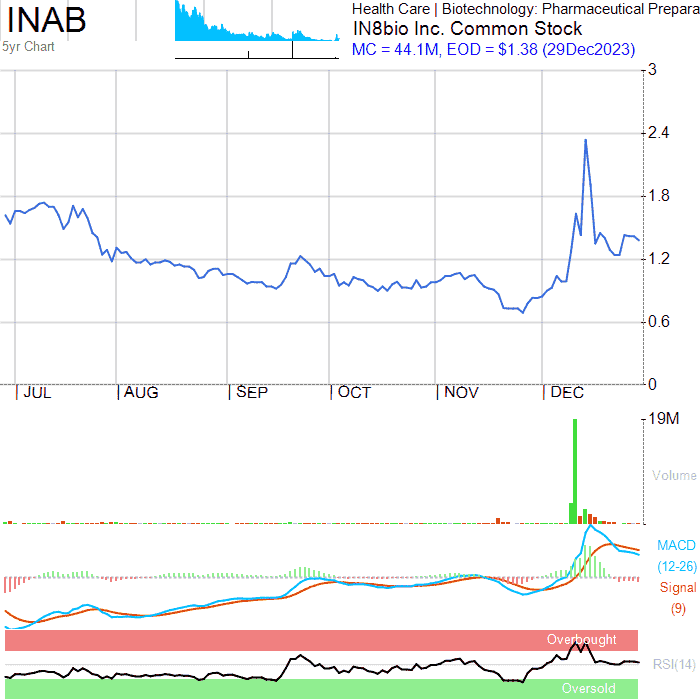 INAB
5yr Chart
Health Care | Biotechnology: Pharmaceutical Prepara
IN8bio Inc. Common Stock
MC = 44.1M, EOD = $1.38 (29Dec2023)
3
2.4
1.8
1.2
0.6
0
JUL AUG SEP OCT NOV DEC
19M
Volume
MACD
(12-26)
Signal
(9)
Overbought
RSI(14)
Oversold